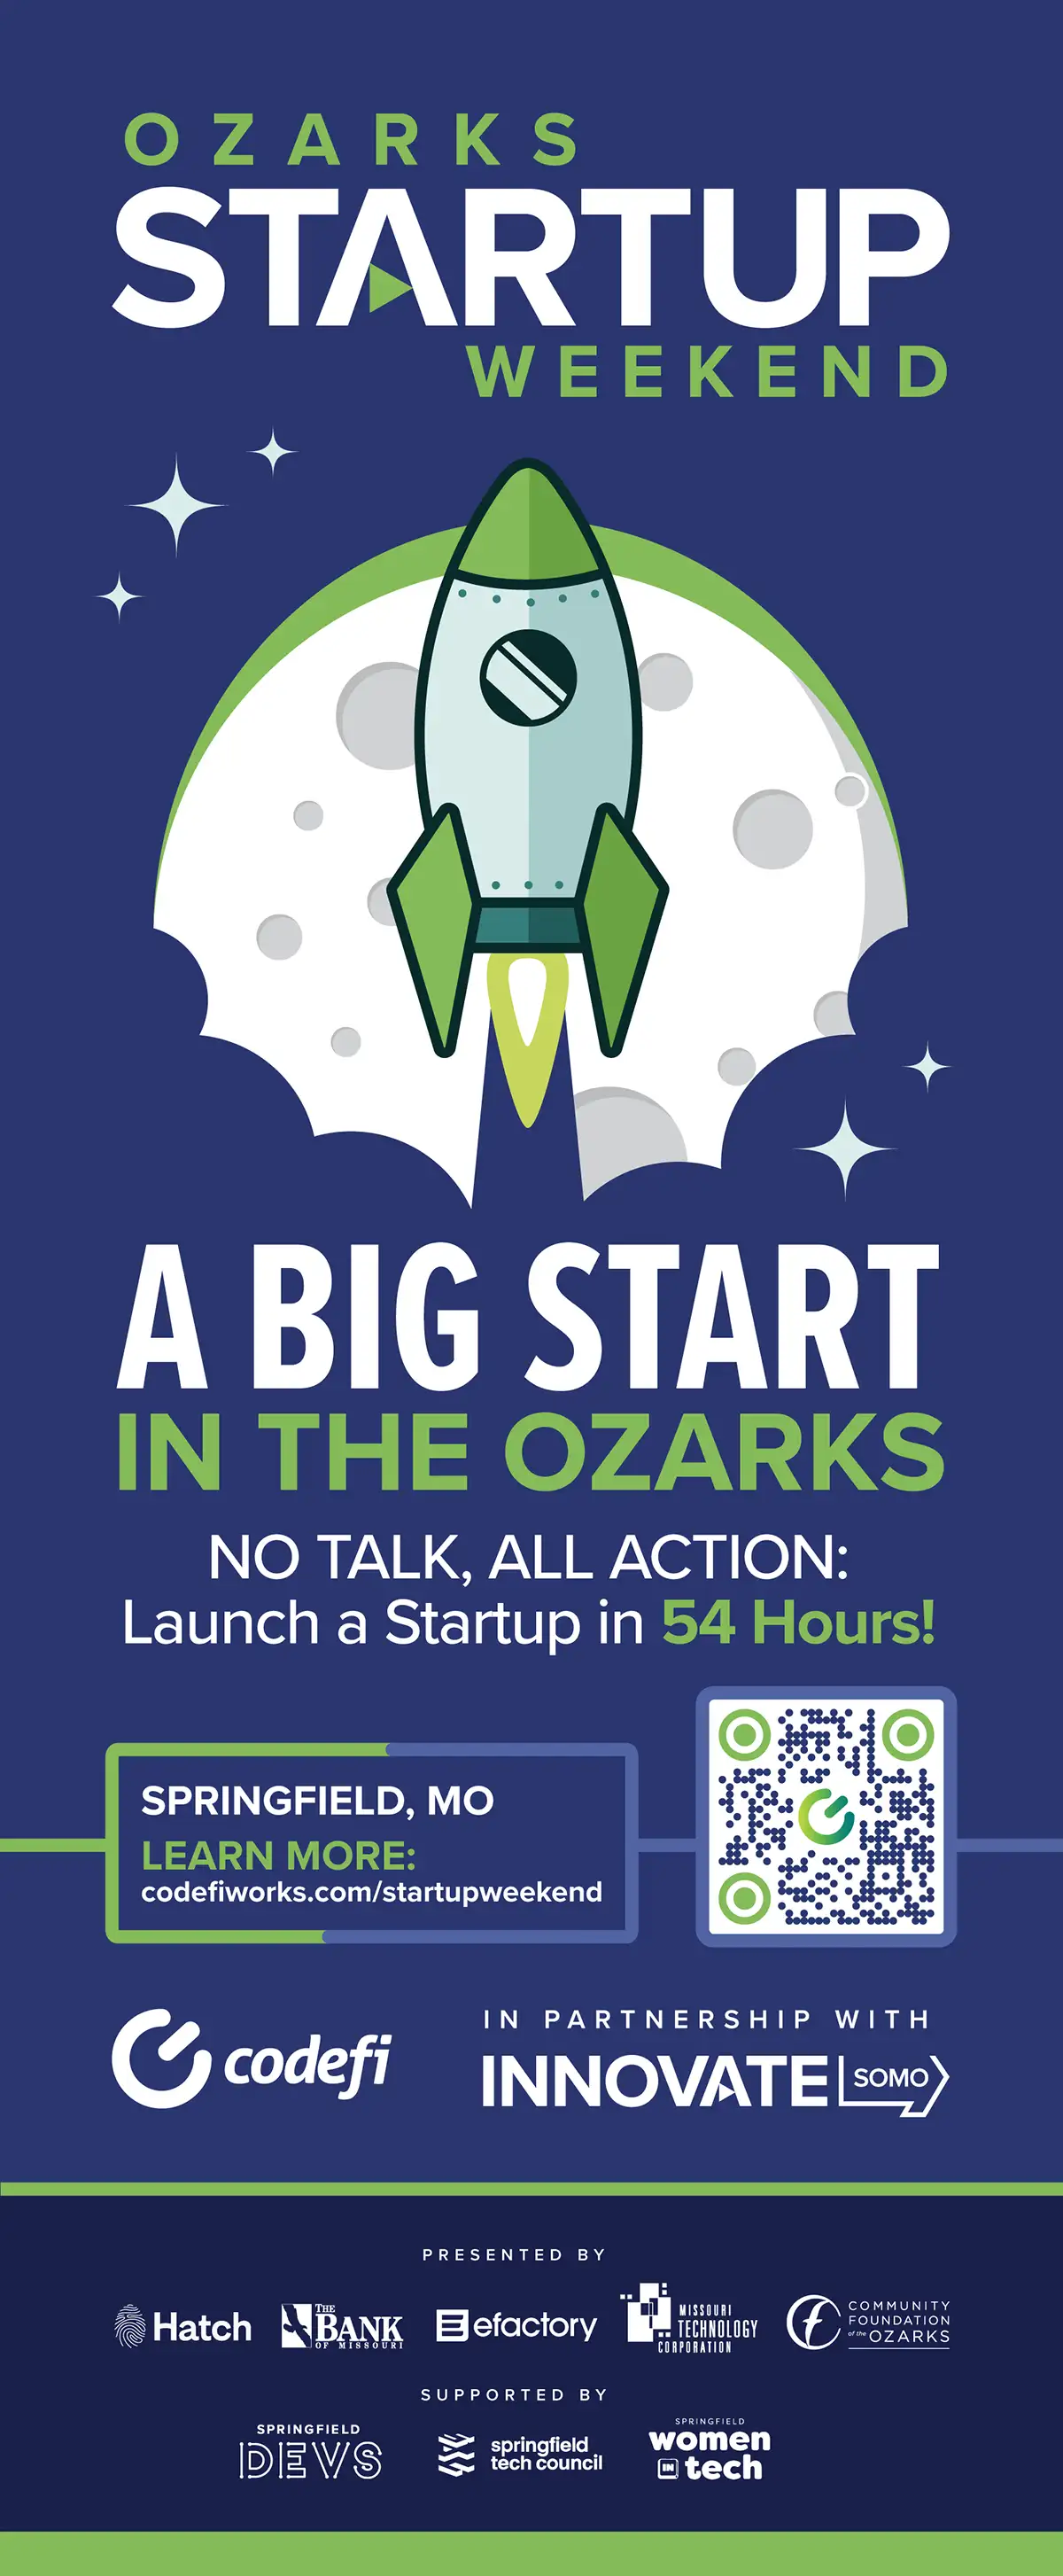 OZARKS
STARTUP
WEEKEND
A BIG START
IN THE OZARKS
NO TALK, ALL ACTION:
Launch a Startup in 54 Hours!
SPRINGFIELD, MO
LEARN MORE:
codefiworks.com/startupweekend
codefi
IN PARTNERSHIP WITH
INNOVATE SOMO
PRESENTED BY
Hatch
THE
BANK
OF MISSOURI
efactory
MISSOURI
TECHNOLOGY
CORPORATION
COMMUNITY
FOUNDATION
of the OZARKS
SUPPORTED BY
SPRINGFIELD
DEVS
springfield
tech council
SPRINGFIELD
women
IN tech